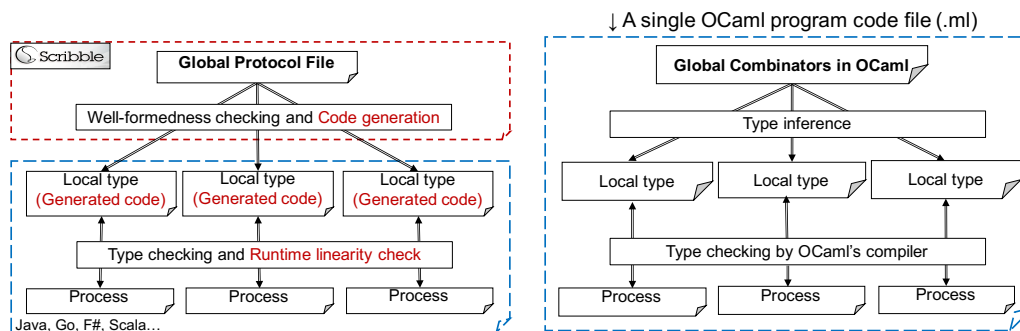 Scribble
Global Protocol File
Well-formedness checking and Code generation
Local type
(Generated code)
Local type
(Generated code)
Local type
(Generated code)
Type checking and Runtime linearity check
Process
Process
Process
Java, Go, F#, Scala…
↓ A single OCaml program code file (.ml)
Global Combinators in OCaml
Type inference
Local type
Local type
Local type
Type checking by OCaml's compiler
Process
Process
Process